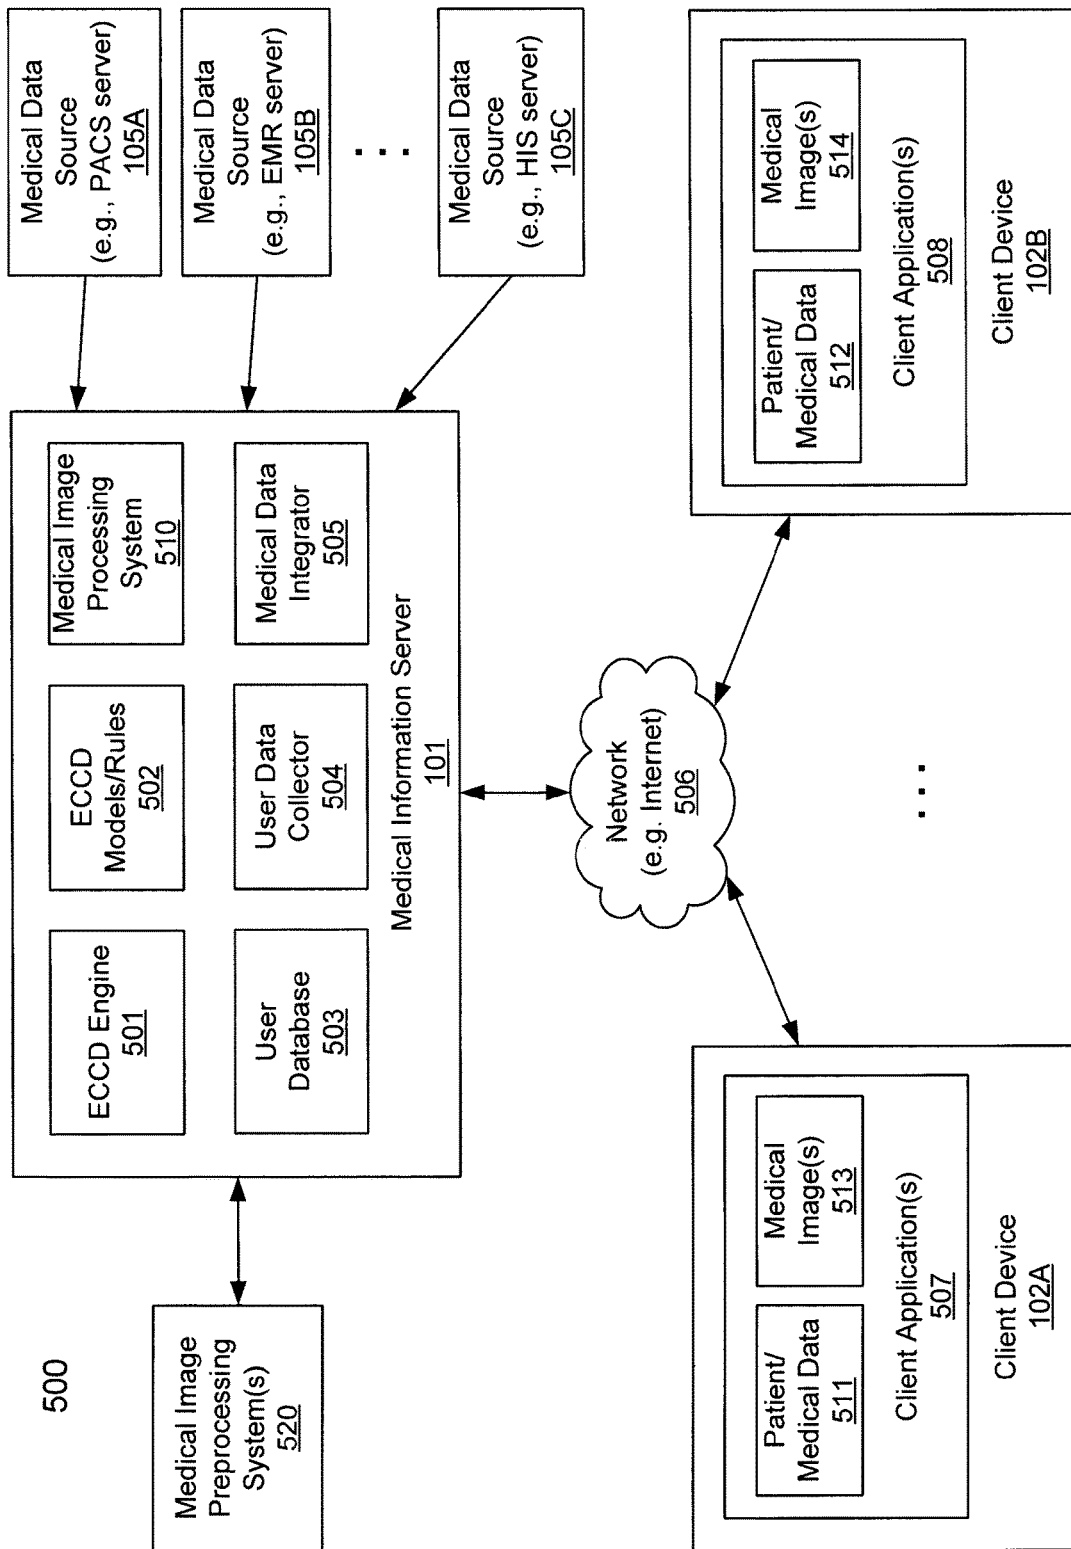 500
Medical Image
Preprocessing
System(s)
520
ECCD Engine
501
ECCD
Models/Rules
502
Medical Image
Processing
System
510
User
Database
503
User Data
Collector
504
Medical Data
Integrator
505
Medical Information Server
101
Medical Data
Source
(e.g., PACS server)
105A
Medical Data
Source
(e.g., EMR server)
105B
. . .
Medical Data
Source
(e.g., HIS server)
105C
Network
(e.g. Internet)
506
Patient/
Medical Data
511
Medical
Image(s)
513
Client Application(s)
507
Client Device
102A
. . .
Patient/
Medical Data
512
Medical
Image(s)
514
Client Application(s)
508
Client Device
102B